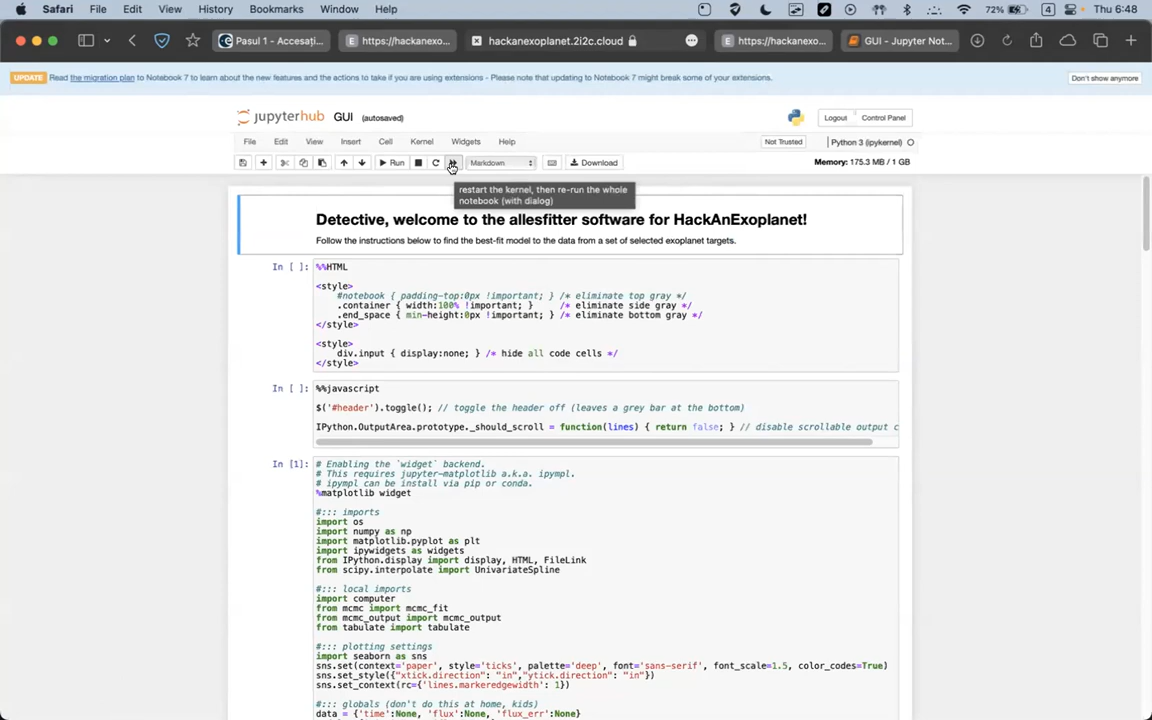 Safari File Edit View History Bookmarks Window Help 72% 4 Thu 6:48
Pasul 1 - Accesați... https://hackanexo... hackanexoplanet.2i2c.cloud https://hackanexo... GUI - Jupyter Not...
UPDATE Read the migration plan to Notebook 7 to learn about the new features and the actions to take if you are using extensions - Please note that updating to Notebook 7 might break some of your extensions. Don't show anymore
jupyterhub GUI (autosaved) Logout Control Panel
File Edit View Insert Cell Kernel Widgets Help Not Trusted Python 3 (ipykernel)
Run Markdown Download Memory: 175.3 MB / 1 GB
restart the kernel, then re-run the whole
notebook (with dialog)
Detective, welcome to the allesfitter software for HackAnExoplanet!
Follow the instructions below to find the best-fit model to the data from a set of selected exoplanet targets.
In [ ]: %%HTML
<style>
#notebook { padding-top:0px !important; } /* eliminate top gray */
.container { width:100% !important; } /* eliminate side gray */
.end_space { min-height:0px !important; } /* eliminate bottom gray */
</style>
<style>
div.input { display:none; } /* hide all code cells */
</style>
In [ ]: %%javascript
$('#header').toggle(); // toggle the header off (leaves a grey bar at the bottom)
IPython.OutputArea.prototype._should_scroll = function(lines) { return false; } // disable scrollable output c
In [1]: # Enabling the `widget` backend.
# This requires jupyter-matplotlib a.k.a. ipympl.
# ipympl can be install via pip or conda.
%matplotlib widget
#::: imports
import os
import numpy as np
import matplotlib.pyplot as plt
import ipywidgets as widgets
from IPython.display import display, HTML, FileLink
from scipy.interpolate import UnivariateSpline
#::: local imports
import computer
from mcmc import mcmc_fit
from mcmc_output import mcmc_output
from tabulate import tabulate
#::: plotting settings
import seaborn as sns
sns.set(context='paper', style='ticks', palette='deep', font='sans-serif', font_scale=1.5, color_codes=True)
sns.set_style({"xtick.direction": "in","ytick.direction": "in"})
sns.set_context(rc={'lines.markeredgewidth': 1})
#::: globals (don't do this at home, kids)
data = {'time':None, 'flux':None, 'flux_err':None}